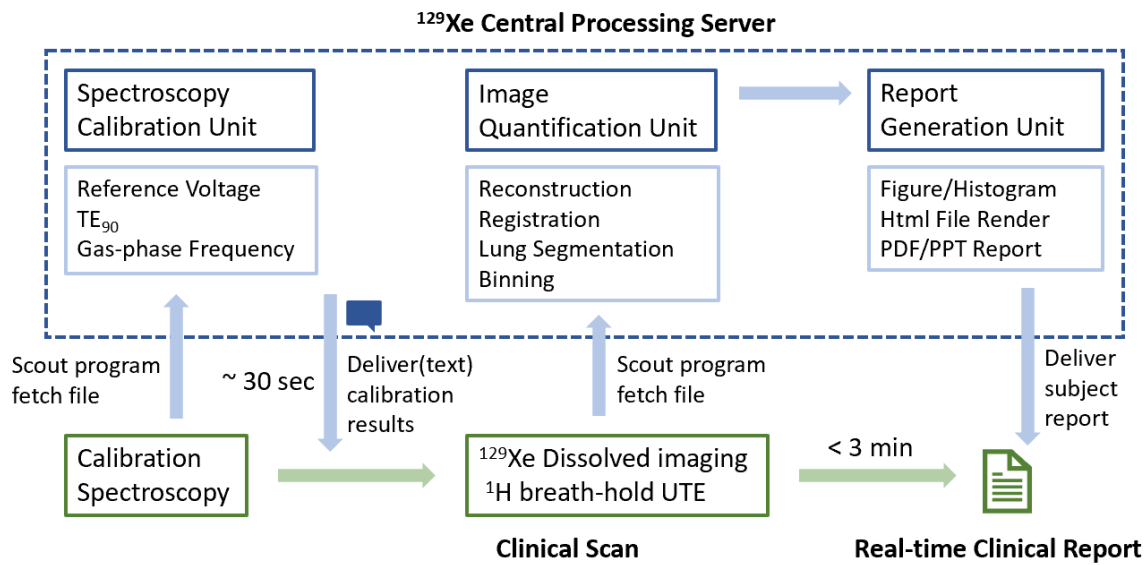 ¹²⁹Xe Central Processing Server
Spectroscopy
Calibration Unit
Image
Quantification Unit
Report
Generation Unit
Reference Voltage
TE₉₀
Gas-phase Frequency
Reconstruction
Registration
Lung Segmentation
Binning
Figure/Histogram
Html File Render
PDF/PPT Report
Scout program
fetch file
~ 30 sec
Deliver(text)
calibration
results
Scout program
fetch file
Deliver
subject
report
Calibration
Spectroscopy
¹²⁹Xe Dissolved imaging
¹H breath-hold UTE
< 3 min
Clinical Scan
Real-time Clinical Report